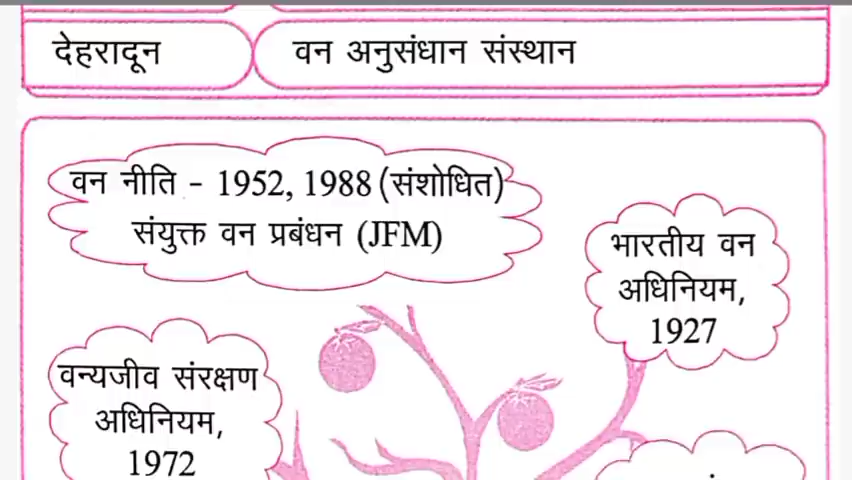 देहरादून वन अनुसंधान संस्थान
वन नीति - 1952, 1988 (संशोधित)
संयुक्त वन प्रबंधन (JFM)
भारतीय वन
अधिनियम,
1927
वन्यजीव संरक्षण
अधिनियम,
1972